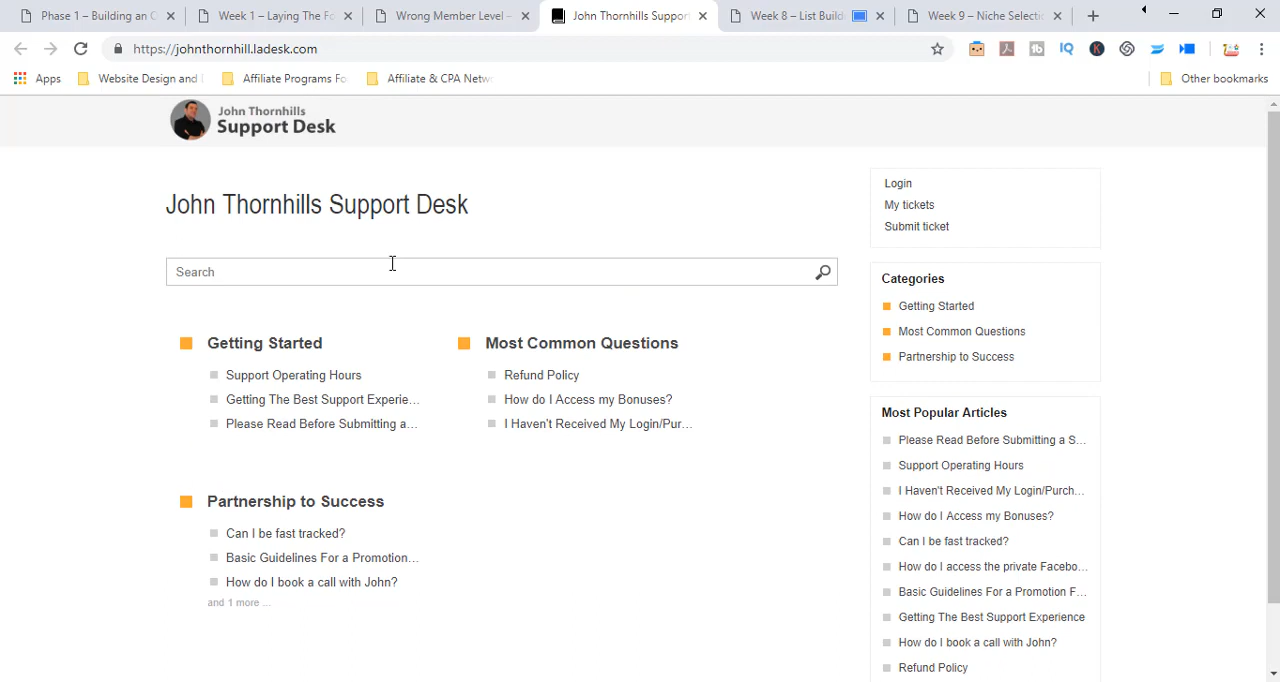 Phase 1 – Building an C
Week 1 – Laying The Fo
Wrong Member Level –
John Thornhills Suppor
Week 8 – List Build
Week 9 – Niche Selecti
https://johnthornhill.ladesk.com
Apps
Website Design and
Affiliate Programs Fo
Affiliate & CPA Netw
Other bookmarks
John Thornhills
Support Desk
John Thornhills Support Desk
Search
Getting Started
Support Operating Hours
Getting The Best Support Experie...
Please Read Before Submitting a...
Most Common Questions
Refund Policy
How do I Access my Bonuses?
I Haven't Received My Login/Pur...
Partnership to Success
Can I be fast tracked?
Basic Guidelines For a Promotion...
How do I book a call with John?
and 1 more ...
Login
My tickets
Submit ticket
Categories
Getting Started
Most Common Questions
Partnership to Success
Most Popular Articles
Please Read Before Submitting a S...
Support Operating Hours
I Haven't Received My Login/Purch...
How do I Access my Bonuses?
Can I be fast tracked?
How do I access the private Facebo...
Basic Guidelines For a Promotion F...
Getting The Best Support Experience
How do I book a call with John?
Refund Policy